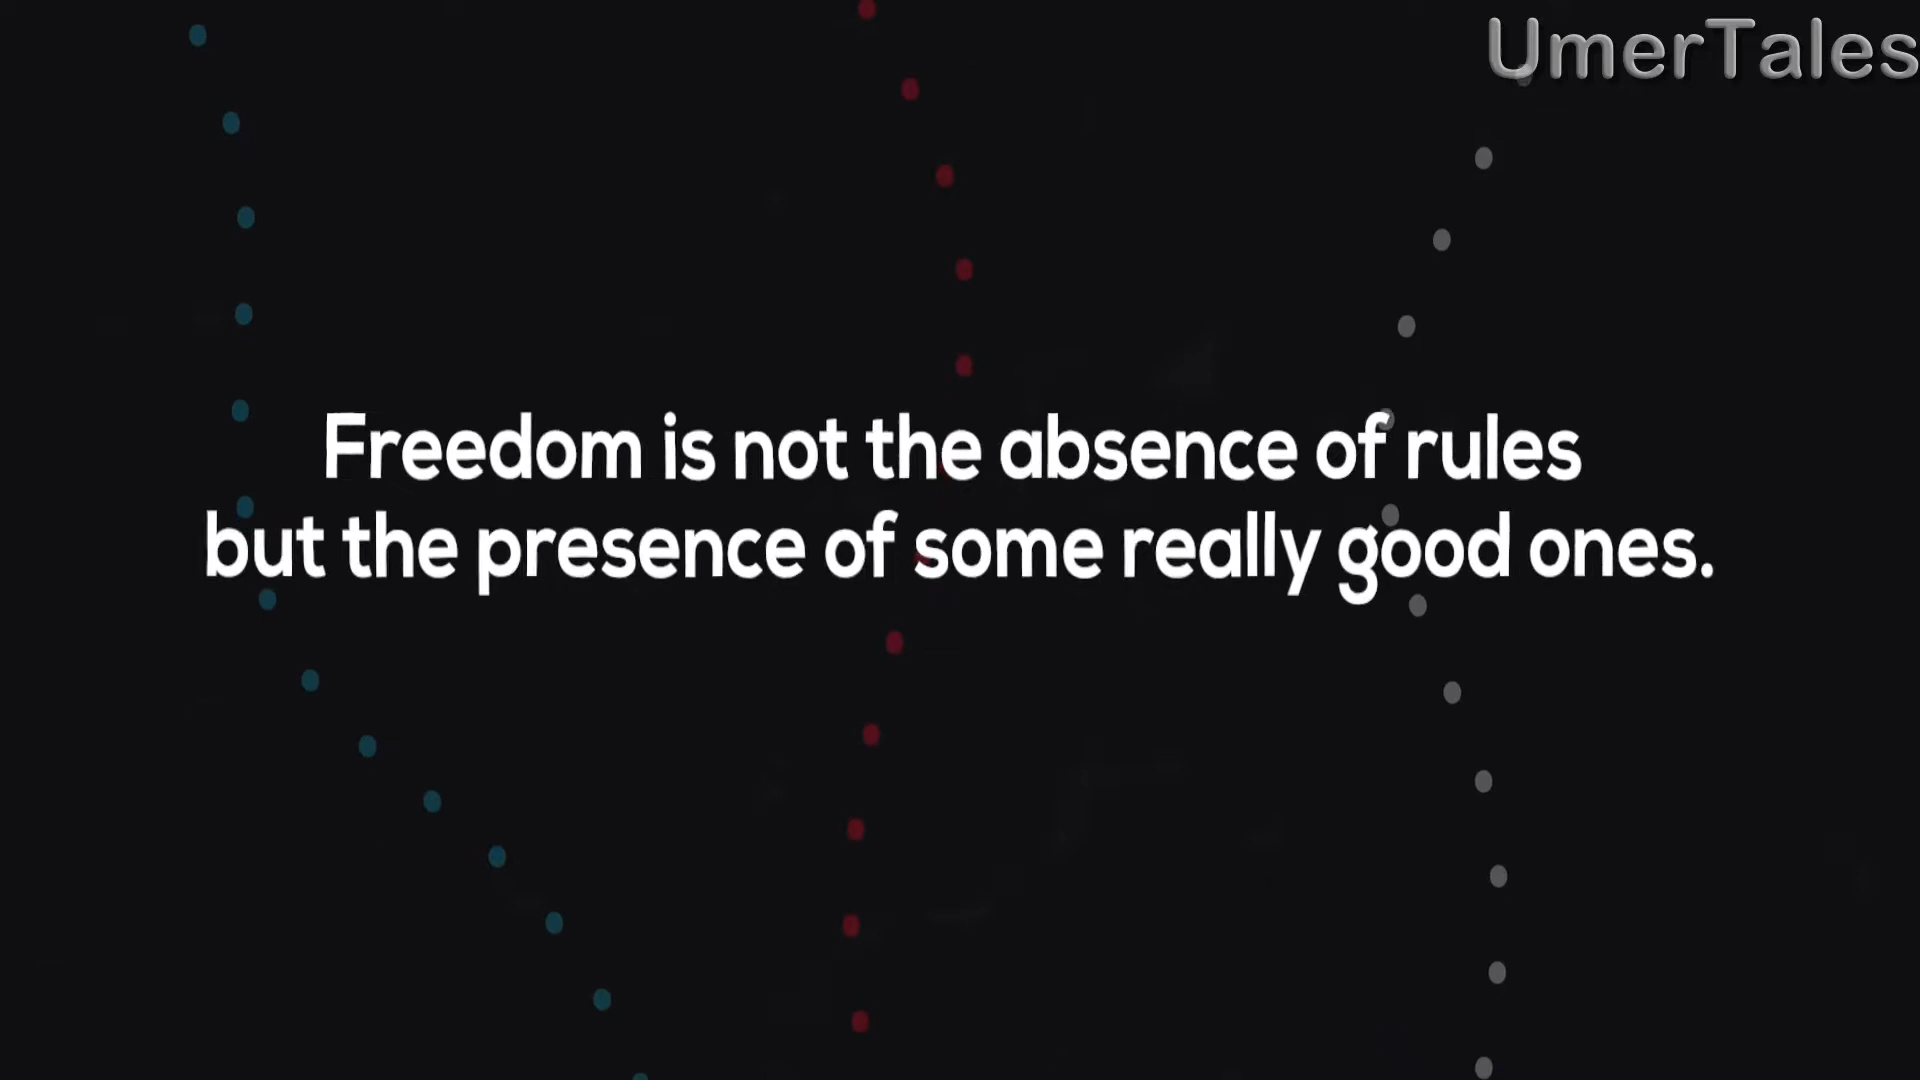 UmerTales
Freedom is not the absence of rules
but the presence of some really good ones.